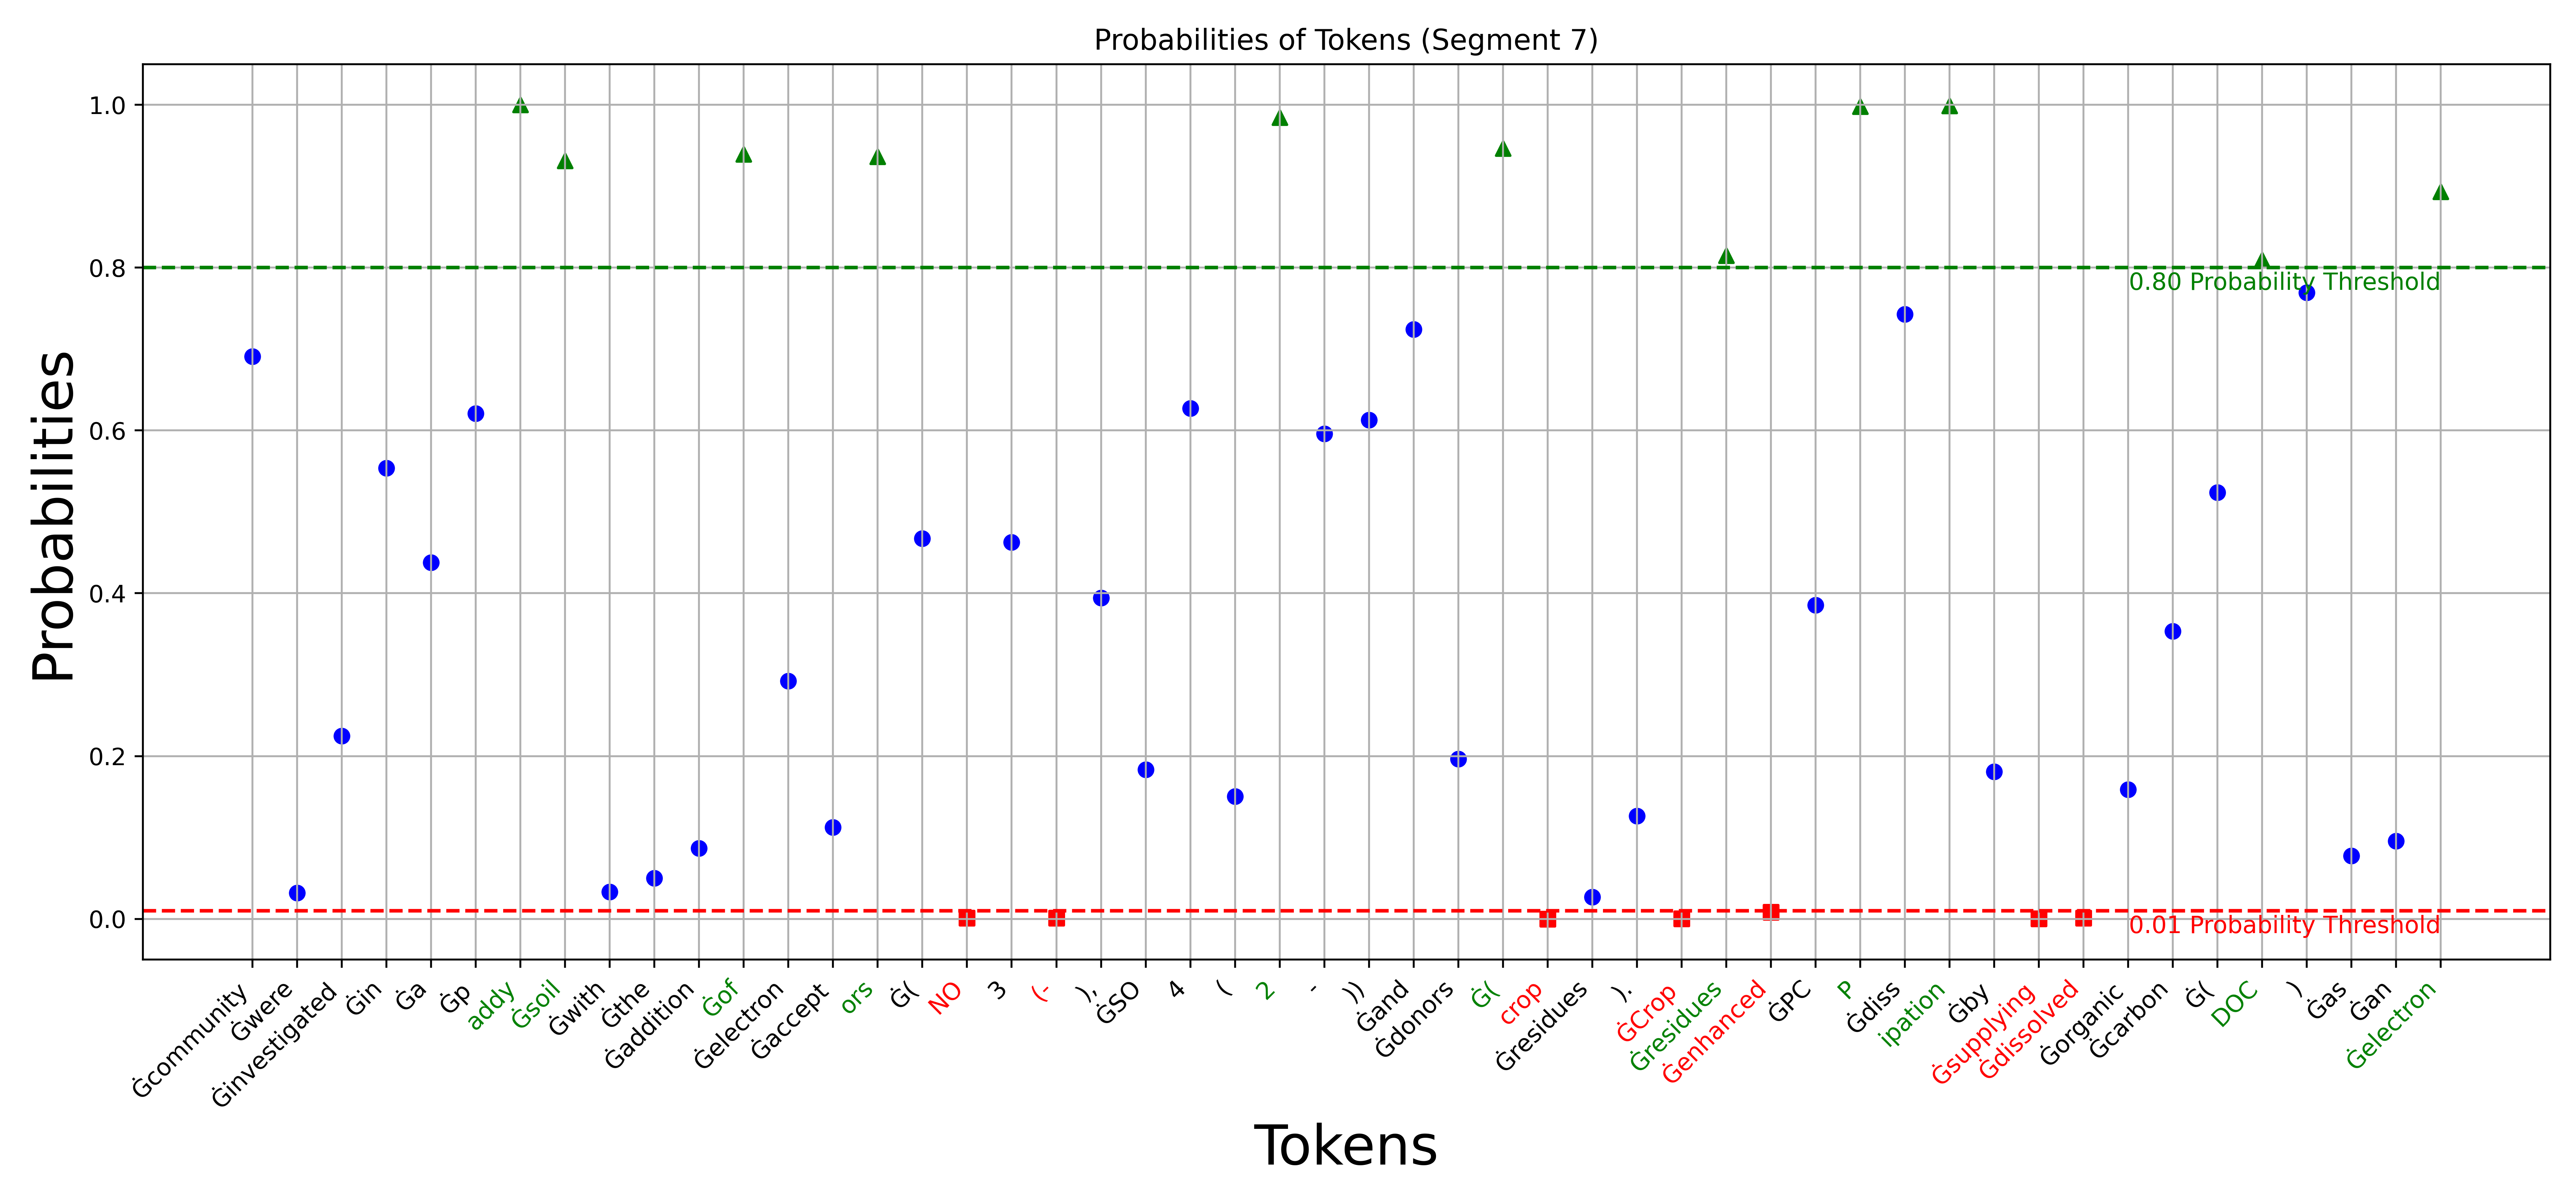 Probabilities of Tokens (Segment 7)
Probabilities
1.0
0.8
0.6
0.4
0.2
0.0
0.80 Probability Threshold
0.01 Probability Threshold
Ġcommunity
Ġwere
Ġinvestigated
Ġin
Ġa
Ġp
addy
Ġsoil
Ġwith
Ġthe
Ġaddition
Ġof
Ġelectron
Ġaccept
ors
Ġ(
NO
3
(-
),
ĠSO
4
(
2
-
))
Ġand
Ġdonors
Ġ(
crop
Ġresidues
).
ĠCrop
Ġresidues
Ġenhanced
ĠPC
P
Ġdiss
ipation
Ġby
Ġsupplying
Ġdissolved
Ġorganic
Ġcarbon
Ġ(
DOC
)
Ġas
Ġan
Ġelectron
Tokens